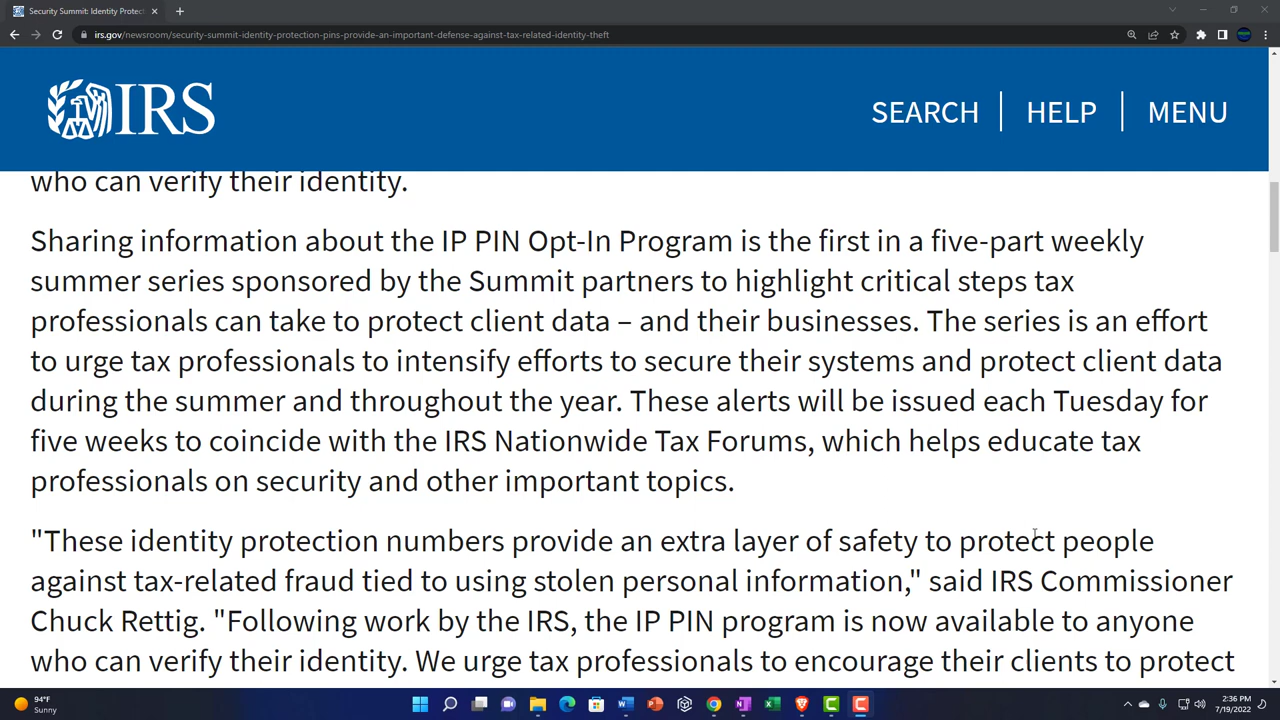 Security Summit: Identity Protec
irs.gov/newsroom/security-summit-identity-protection-pins-provide-an-important-defense-against-tax-related-identity-theft
IRS
SEARCH
HELP
MENU
who can verify their identity.
Sharing information about the IP PIN Opt-In Program is the first in a five-part weekly
summer series sponsored by the Summit partners to highlight critical steps tax
professionals can take to protect client data – and their businesses. The series is an effort
to urge tax professionals to intensify efforts to secure their systems and protect client data
during the summer and throughout the year. These alerts will be issued each Tuesday for
five weeks to coincide with the IRS Nationwide Tax Forums, which helps educate tax
professionals on security and other important topics.
"These identity protection numbers provide an extra layer of safety to protect people
against tax-related fraud tied to using stolen personal information," said IRS Commissioner
Chuck Rettig. "Following work by the IRS, the IP PIN program is now available to anyone
who can verify their identity. We urge tax professionals to encourage their clients to protect
94°F
Sunny
2:36 PM
7/19/2022